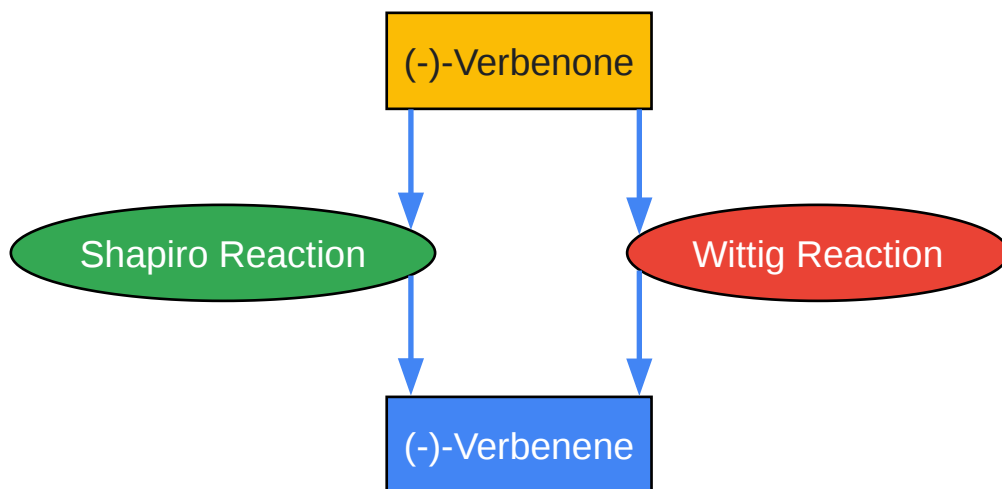 (-)-Verbenone
Shapiro Reaction
Wittig Reaction
(-)-Verbenene